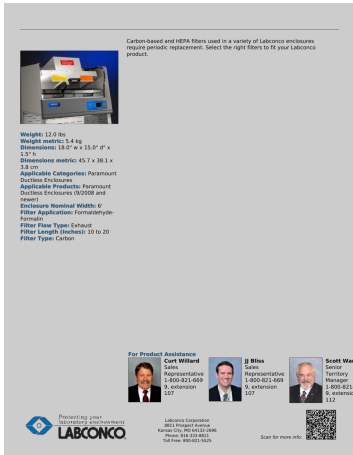 Carbon-based and HEPA filters used in a variety of Labconco enclosures
require periodic replacement. Select the right filters to fit your Labconco
product.
Weight: 12.0 lbs
Weight metric: 5.4 kg
Dimensions: 18.0" w x 15.0" d" x
1.5" h
Dimensions metric: 45.7 x 38.1 x
3.8 cm
Applicable Categories: Paramount
Ductless Enclosures
Applicable Products: Paramount
Ductless Enclosures (9/2008 and
newer)
Enclosure Nominal Width: 6'
Filter Application: Formaldehyde-
Formalin
Filter Flow Type: Exhaust
Filter Length (Inches): 10 to 20
Filter Type: Carbon
For Product Assistance
Curt Willard
Sales
Representative
1-800-821-669
9, extension
107
JJ Bliss
Sales
Representative
1-800-821-669
9, extension
107
Scott
Senior
Territory
Manager
1-800-821
9, extensio
112
Protecting your
laboratory environment
LABCONCO
Labconco Corporation
8811 Prospect Avenue
Kansas City, MO 64132-2696
Phone: 816-333-8811
Toll Free: 800-821-5525
Scan for more info: